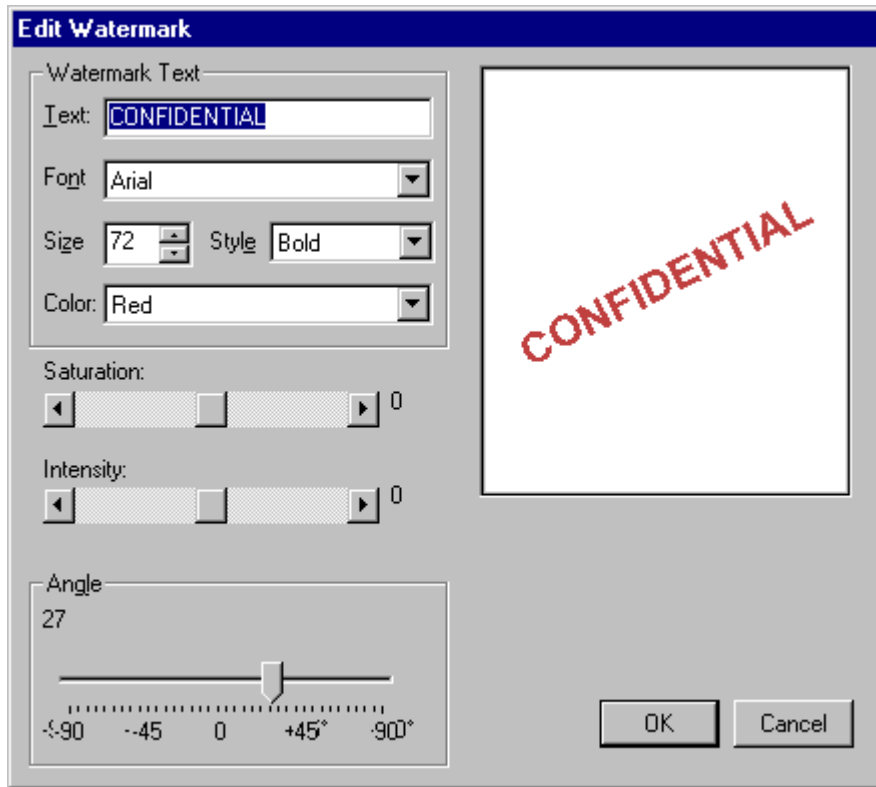 Edit Watermark
Watermark Text
Text: CONFIDENTIAL
Font Arial
Size 72 Style Bold
Color: Red
Saturation:
0
Intensity:
0
Angle
27
-90 -45 0 +45° 90°
CONFIDENTIAL
OK Cancel